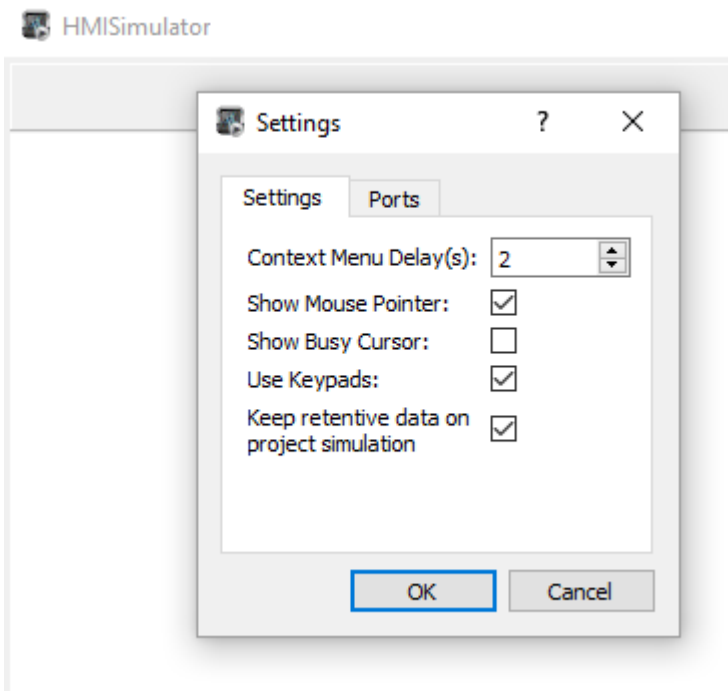 HMISimulator
Settings
?
Settings Ports
Context Menu Delay(s): 2
Show Mouse Pointer:
Show Busy Cursor:
Use Keypads:
Keep retentive data on
project simulation
OK Cancel